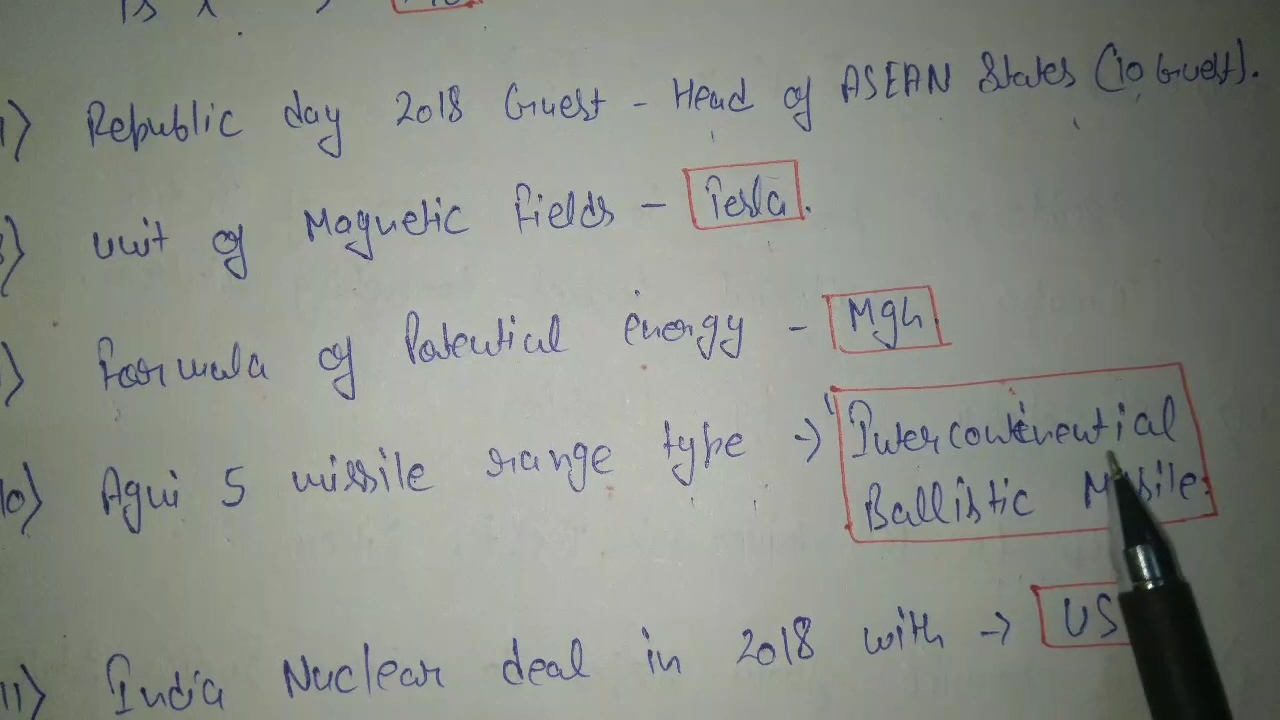 is x
Republic day 2018 Guest - Head of ASEAN States (10 Guest).
unit of Magnetic Fields - Tesla.
Formula of Potential energy - Mgh
10) Agni 5 missile range type → Intercontinential
Ballistic Missile.
11) India Nuclear deal in 2018 with → US